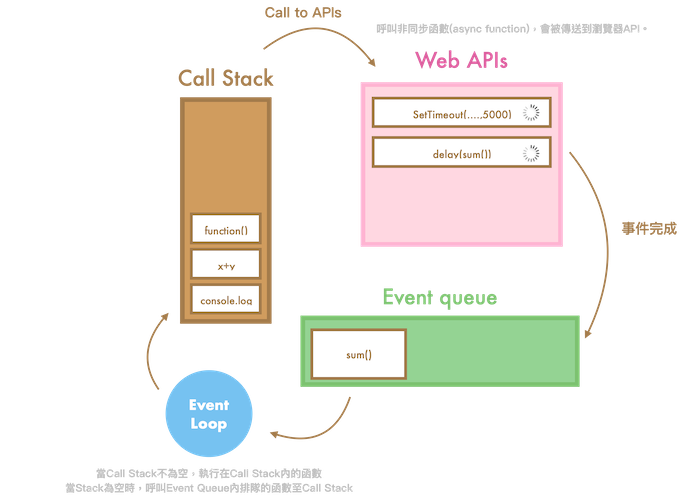 Call to APIs
呼叫非同步函數(async function)，會被傳送到瀏覽器API。
Web APIs
Call Stack
SetTimeout(....,5000)
delay(sum())
事件完成
function()
x+y
console.log
Event queue
sum()
Event
Loop
當Call Stack不為空，執行在Call Stack內的函數
當Stack為空時，呼叫Event Queue內排隊的函數至Call Stack